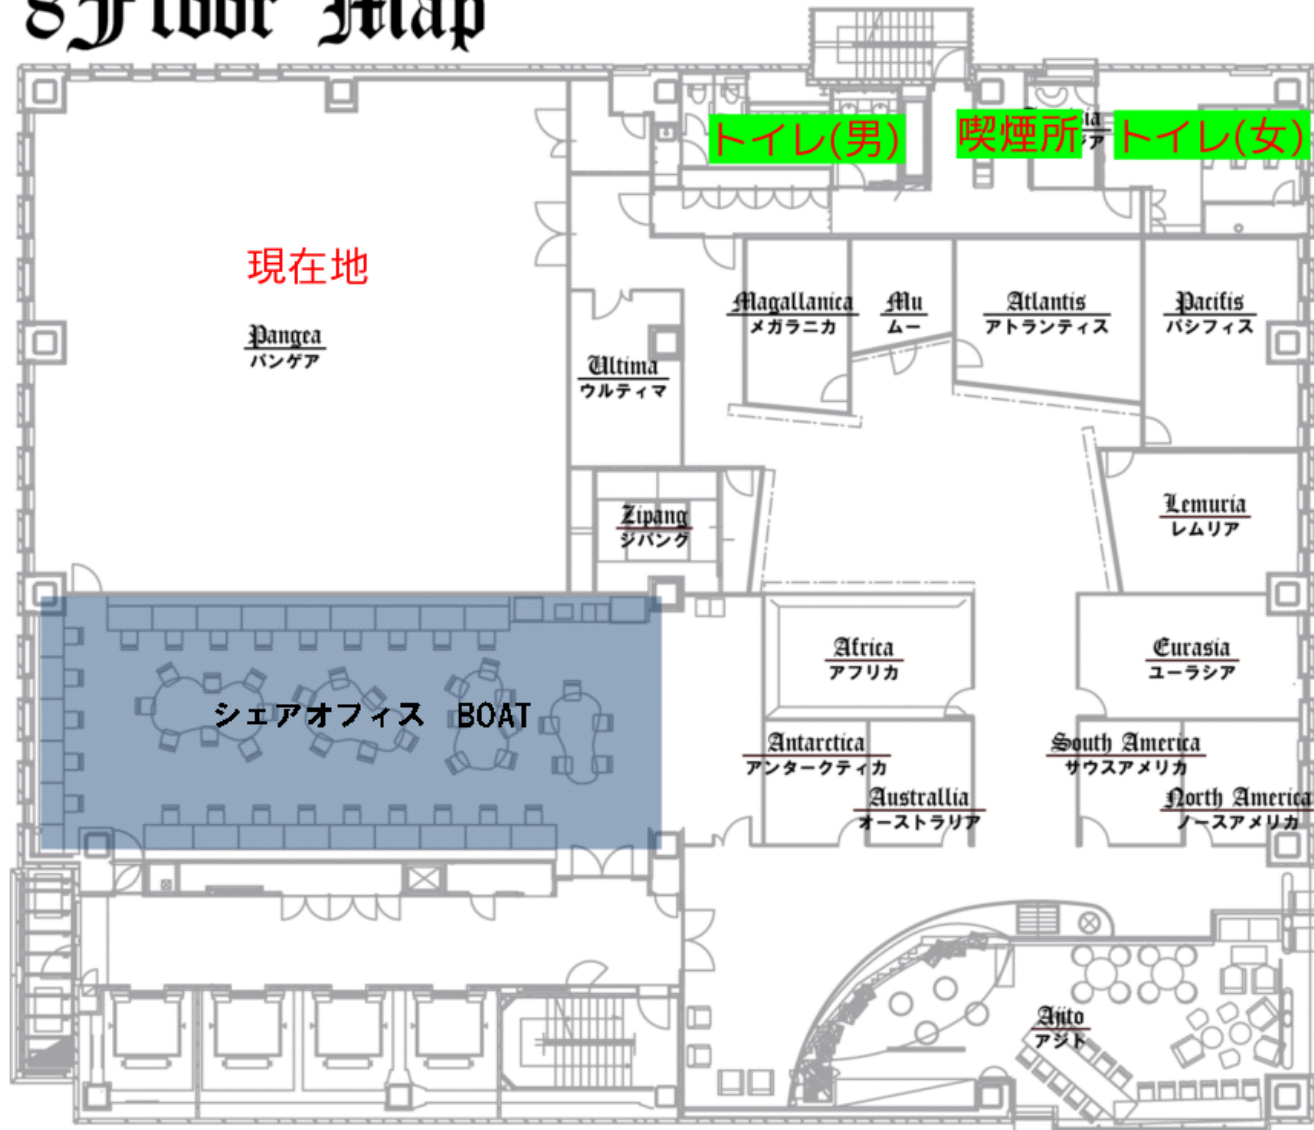 8Floor Map
トイレ(男)
喫煙所
トイレ(女)
現在地
Pangea
パンゲア
Ultima
ウルティマ
Magallanica
メガラニカ
Mu
ムー
Atlantis
アトランティス
Pacifis
パシフィス
Zipang
ジパング
Lemuria
レムリア
シェアオフィス BOAT
Africa
アフリカ
Eurasia
ユーラシア
Antarctica
アンタークティカ
South America
サウスアメリカ
Australlia
オーストラリア
North America
ノースアメリカ
Ajito
アジト